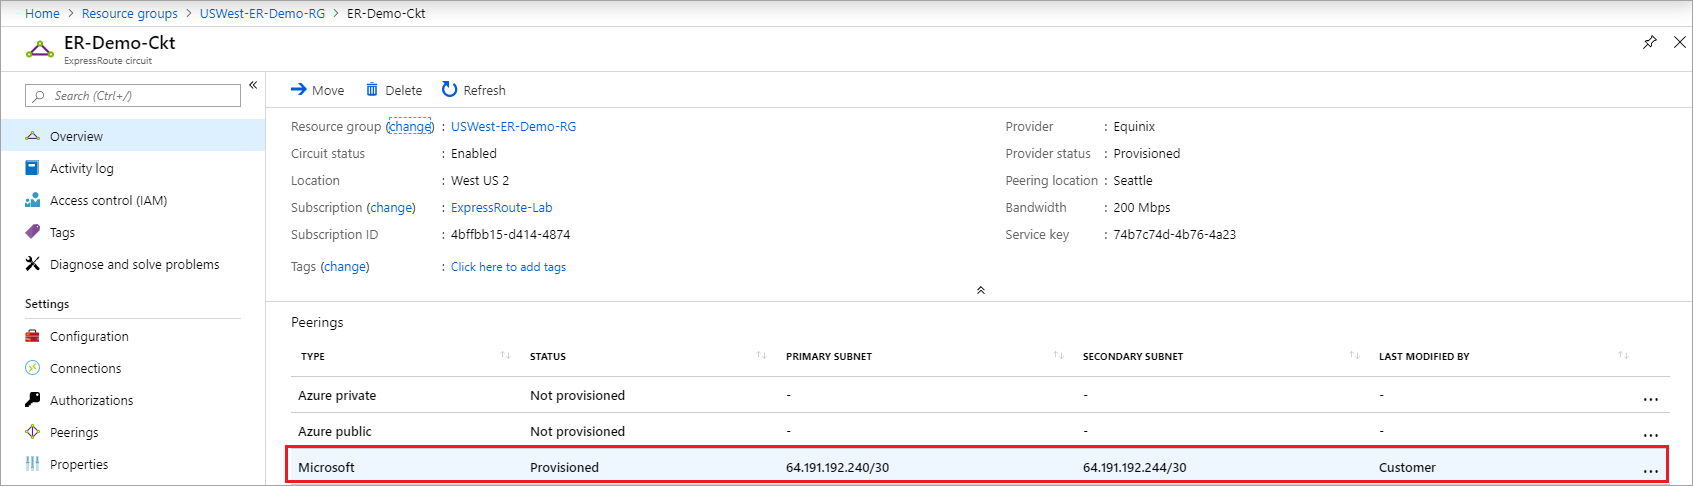 Home > Resource groups > USWest-ER-Demo-RG > ER-Demo-Ckt
ER-Demo-Ckt
ExpressRoute circuit
Search (Ctrl+/)
Overview
Activity log
Access control (IAM)
Tags
Diagnose and solve problems
Settings
Configuration
Connections
Authorizations
Peerings
Properties
Move Delete Refresh
Resource group (change) : USWest-ER-Demo-RG
Circuit status : Enabled
Location : West US 2
Subscription (change) : ExpressRoute-Lab
Subscription ID : 4bffbb15-d414-4874
Tags (change) : Click here to add tags
Provider : Equinix
Provider status : Provisioned
Peering location : Seattle
Bandwidth : 200 Mbps
Service key : 74b7c74d-4b76-4a23
Peerings
TYPE STATUS PRIMARY SUBNET SECONDARY SUBNET LAST MODIFIED BY
Azure private Not provisioned - - - ...
Azure public Not provisioned - - - ...
Microsoft Provisioned 64.191.192.240/30 64.191.192.244/30 Customer ...